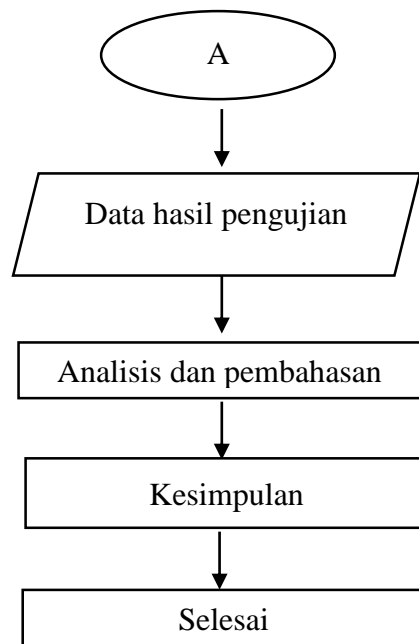 A
Data hasil pengujian
Analisis dan pembahasan
Kesimpulan
Selesai